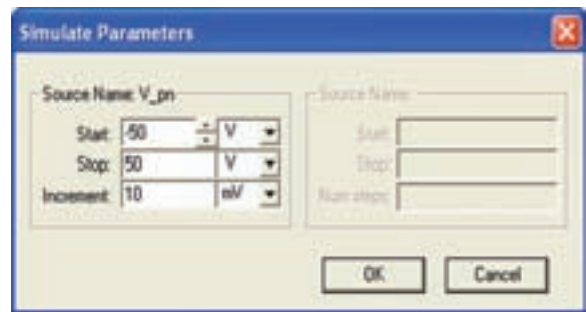 Simulate Parameters
Source Name: V_pn
Start: -50 V
Stop: 50 V
Increment: 10 mV
Source Name:
Start:
Stop:
Num steps:
OK
Cancel